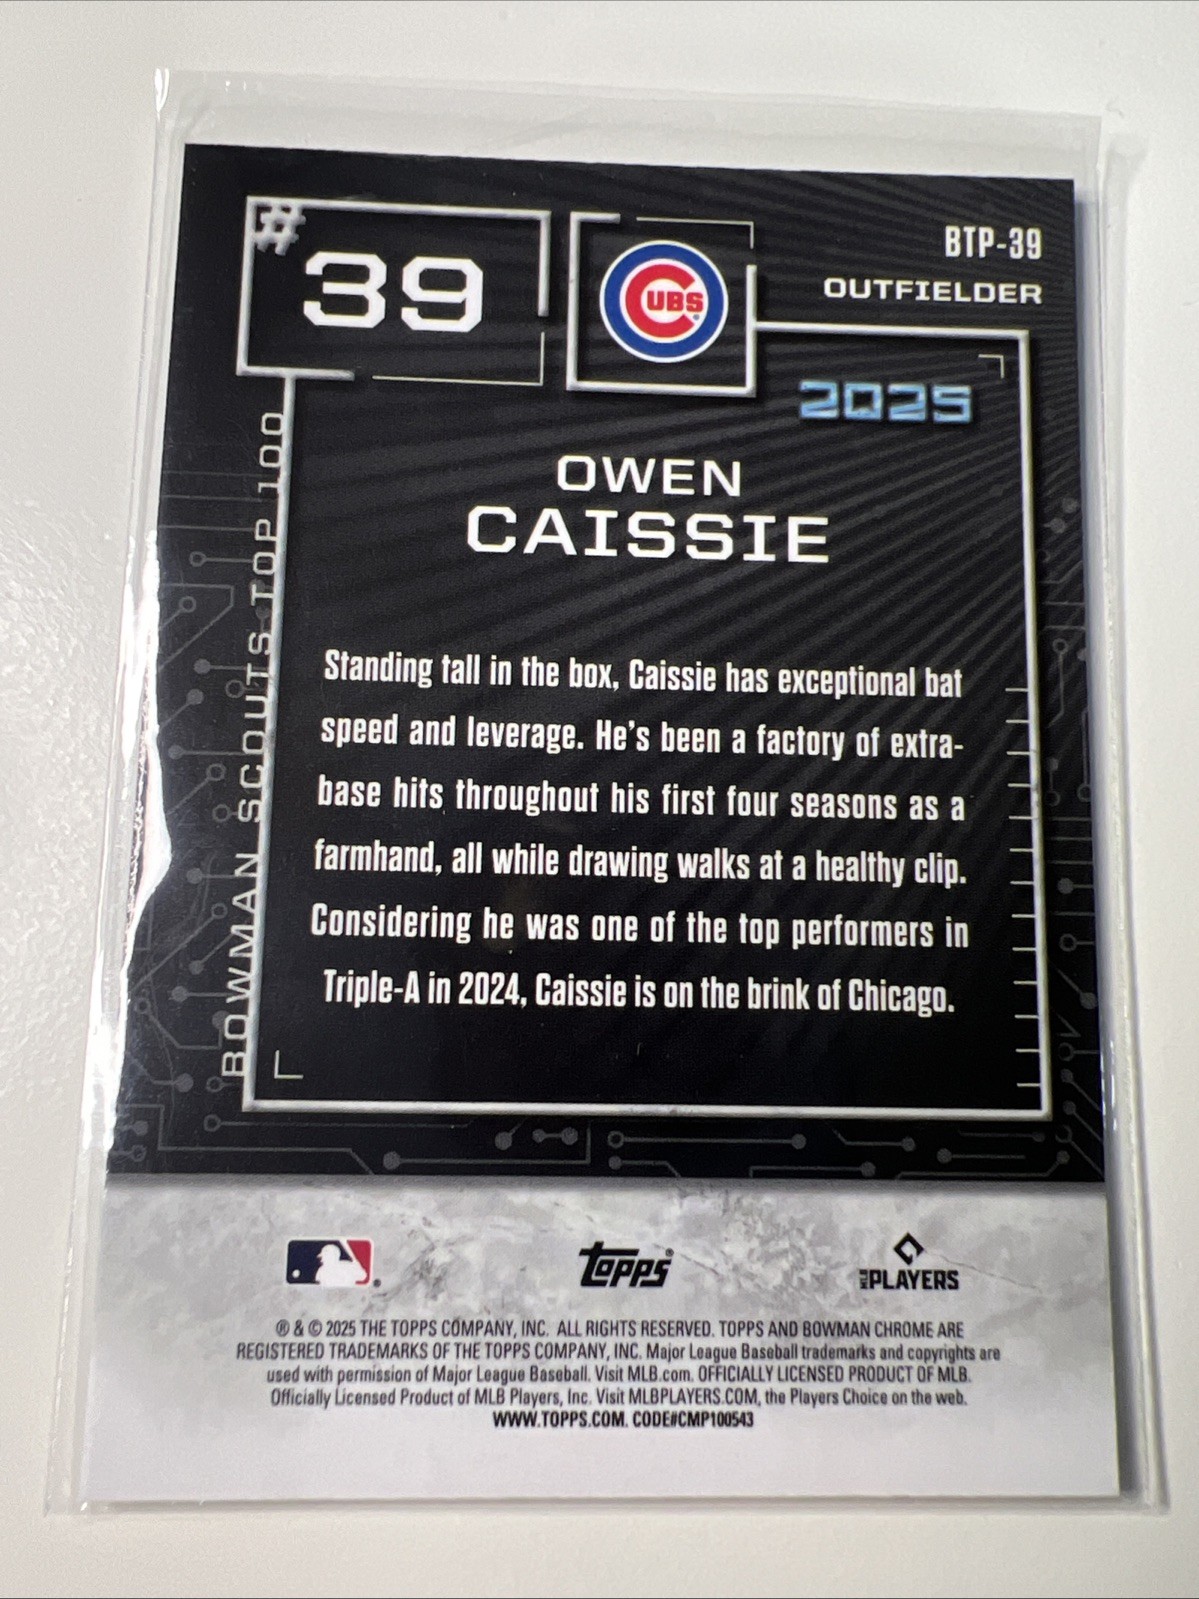 #39
CUBS
BTP-39
OUTFIELDER
2025
OWEN
CAISSIE
BOWMAN SCOUTS TOP 100
Standing tall in the box, Caissie has exceptional bat
speed and leverage. He's been a factory of extra-
base hits throughout his first four seasons as a
farmhand, all while drawing walks at a healthy clip.
Considering he was one of the top performers in
Triple-A in 2024, Caissie is on the brink of Chicago.
topps®
MLB PLAYERS
® & © 2025 THE TOPPS COMPANY, INC. ALL RIGHTS RESERVED. TOPPS AND BOWMAN CHROME ARE
REGISTERED TRADEMARKS OF THE TOPPS COMPANY, INC. Major League Baseball trademarks and copyrights are
used with permission of Major League Baseball. Visit MLB.com. OFFICIALLY LICENSED PRODUCT OF MLB.
Officially Licensed Product of MLB Players, Inc. Visit MLBPLAYERS.COM, the Players Choice on the web.
WWW.TOPPS.COM. CODE#CMP100543